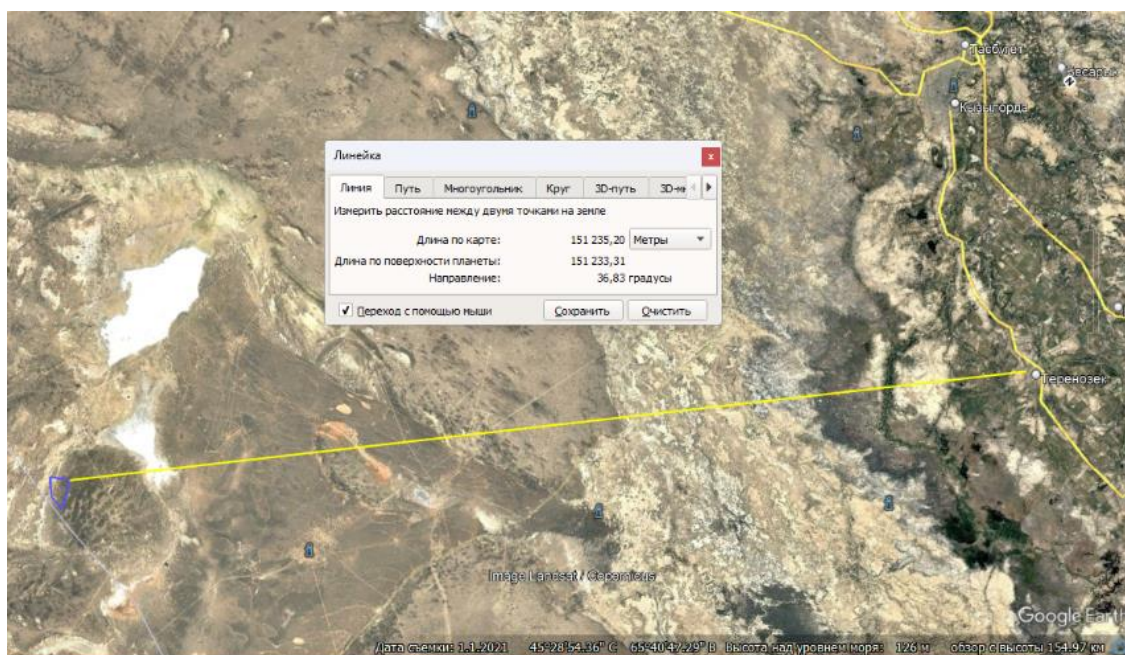 Тасбугет
Бесарык
Кызылорда
Линейка
Линия Путь Многоугольник Круг 3D-путь
Измерить расстояние между двумя точками на земле
Длина по карте: 151 235,20 Метры
Длина по поверхности планеты: 151 233,31
Направление: 36,83 градусы
Переход с помощью мыши Сохранить Очистить
Теренозек
Image Landsat / Copernicus
Google Earth
Дата съемки: 1.1.2021 45°28'54.36" С 65°40'47.29" В Высота над уровнем моря: 126 м обзор с высоты 154.97 км